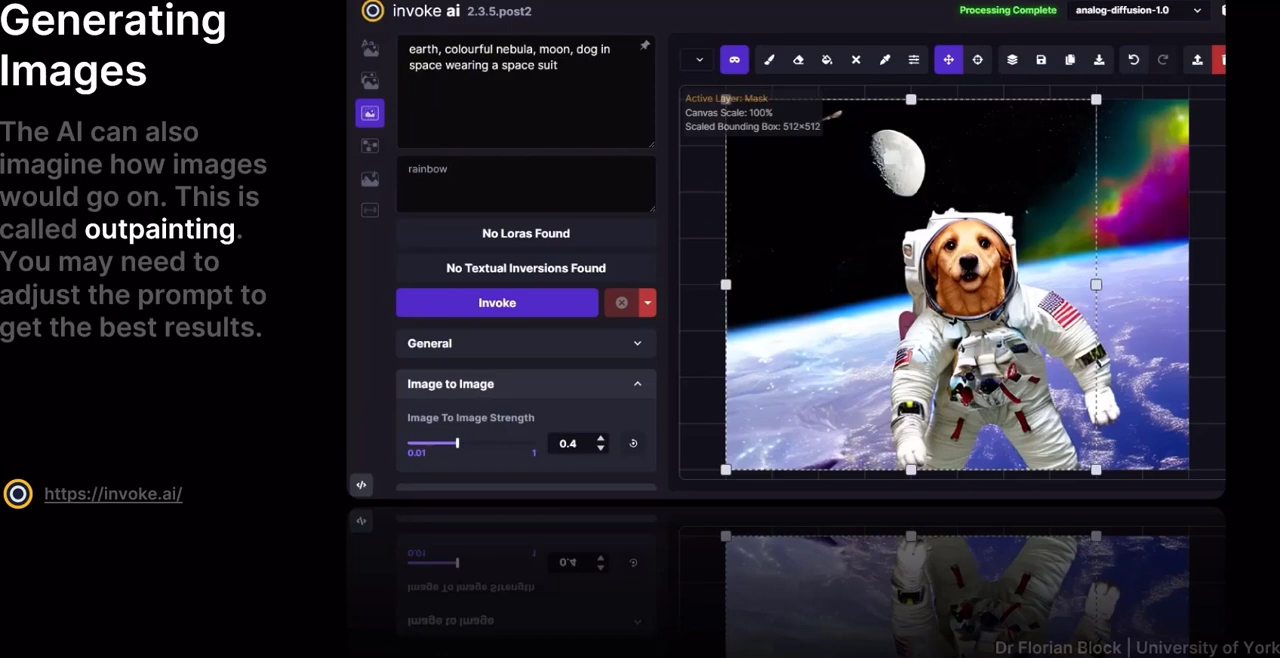 Generating
Images
The AI can also
imagine how images
would go on. This is
called outpainting.
You may need to
adjust the prompt to
get the best results.
https://invoke.ai/
invoke ai 2.3.5.post2
Processing Complete
analog-diffusion-1.0
earth, colourful nebula, moon, dog in
space wearing a space suit
rainbow
No Loras Found
No Textual Inversions Found
Invoke
General
Image to Image
Image To Image Strength
0.4
0.01
1
Active Layer: Mask
Canvas Scale: 100%
Scaled Bounding Box: 512×512
</>
Dr Florian Block | University of York